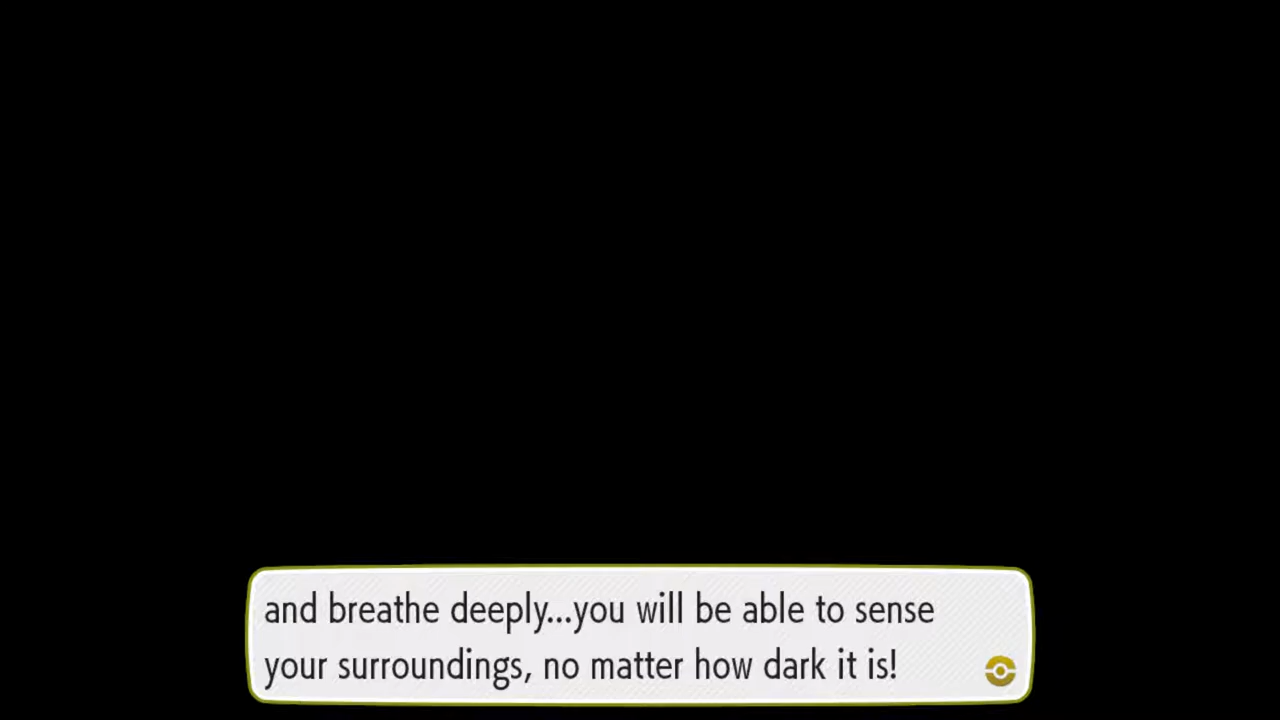 and breathe deeply...you will be able to sense
your surroundings, no matter how dark it is!